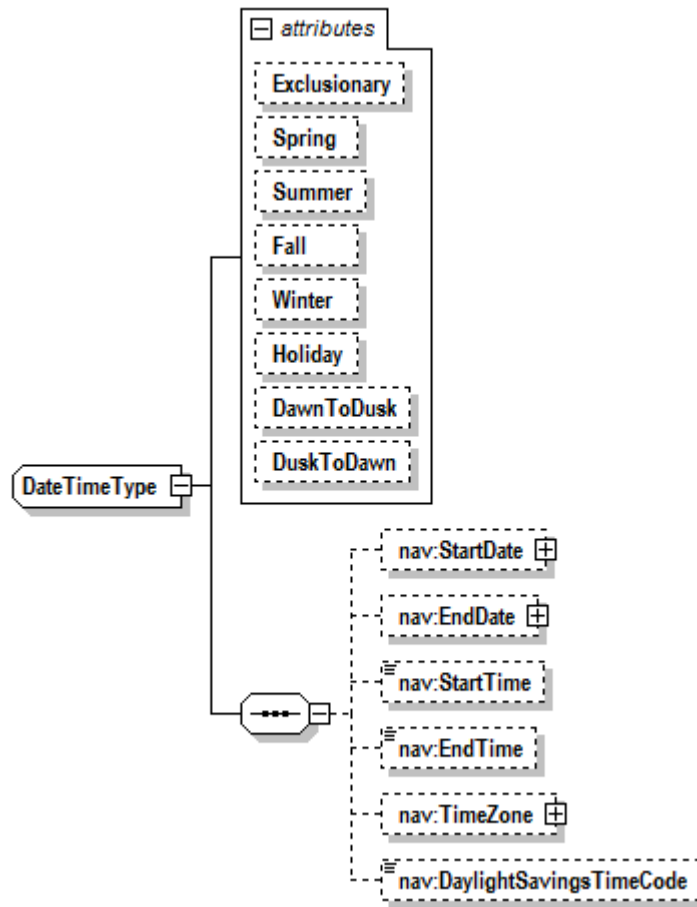 attributes
Exclusionary
Spring
Summer
Fall
Winter
Holiday
DawnToDusk
DuskToDawn
DateTimeType
nav:StartDate
nav:EndDate
nav:StartTime
nav:EndTime
nav:TimeZone
nav:DaylightSavingsTimeCode